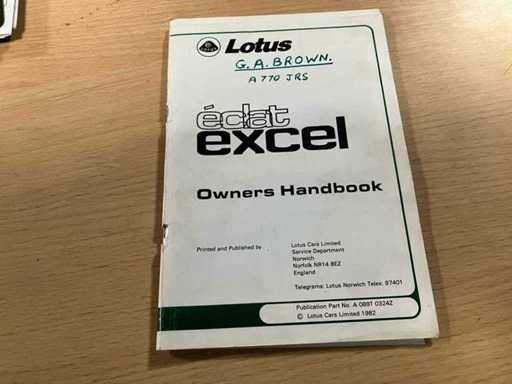 Lotus
G. A. BROWN.
A 770 JRS
éclat
excel
Owners Handbook
Printed and Published by
Lotus Cars Limited
Service Department
Norwich
Norfolk NR14 8EZ
England
Telegrams: Lotus Norwich Telex: 97401
Publication Part No. A 089T 0324Z
© Lotus Cars Limited 1982